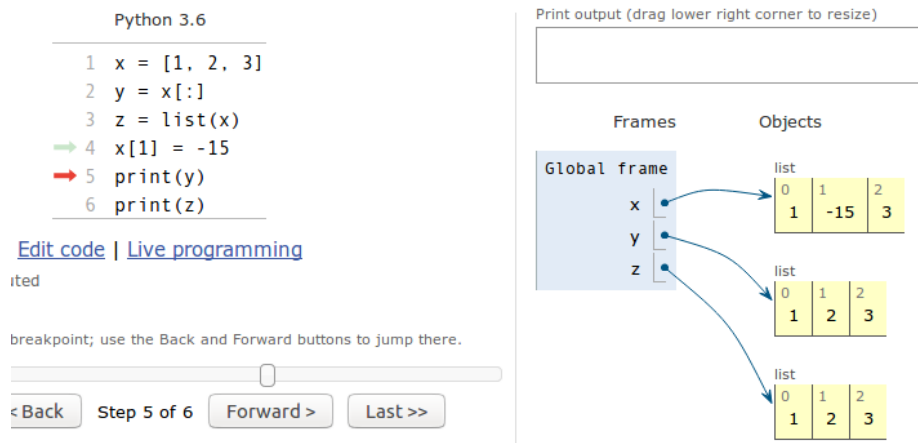 Python 3.6
1 x = [1, 2, 3]
2 y = x[:]
3 z = list(x)
4 x[1] = -15
5 print(y)
6 print(z)
Edit code | Live programming
uted
breakpoint; use the Back and Forward buttons to jump there.
< Back Step 5 of 6 Forward > Last >>
Print output (drag lower right corner to resize)
Frames Objects
Global frame
x
y
z
list
0 1 2
1 -15 3
list
0 1 2
1 2 3
list
0 1 2
1 2 3